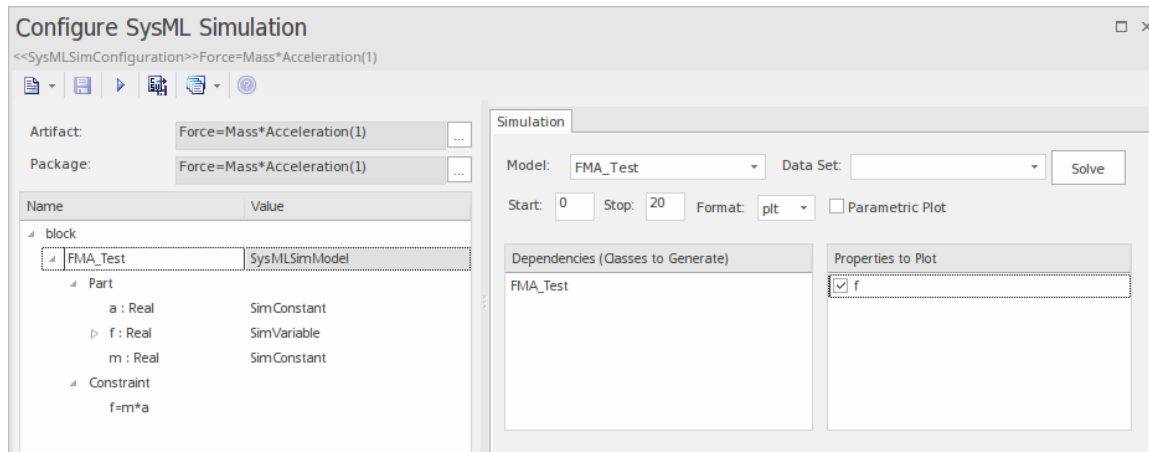 Configure SysML Simulation
<<SysMLSimConfiguration>>Force=Mass*Acceleration(1)
Artifact: Force=Mass*Acceleration(1) ...
Package: Force=Mass*Acceleration(1) ...
Name Value
block
FMA_Test SysMLSimModel
Part
a : Real SimConstant
f : Real SimVariable
m : Real SimConstant
Constraint
f=m*a
Simulation
Model: FMA_Test Data Set: Solve
Start: 0 Stop: 20 Format: plt Parametric Plot
Dependencies (Classes to Generate) Properties to Plot
FMA_Test f